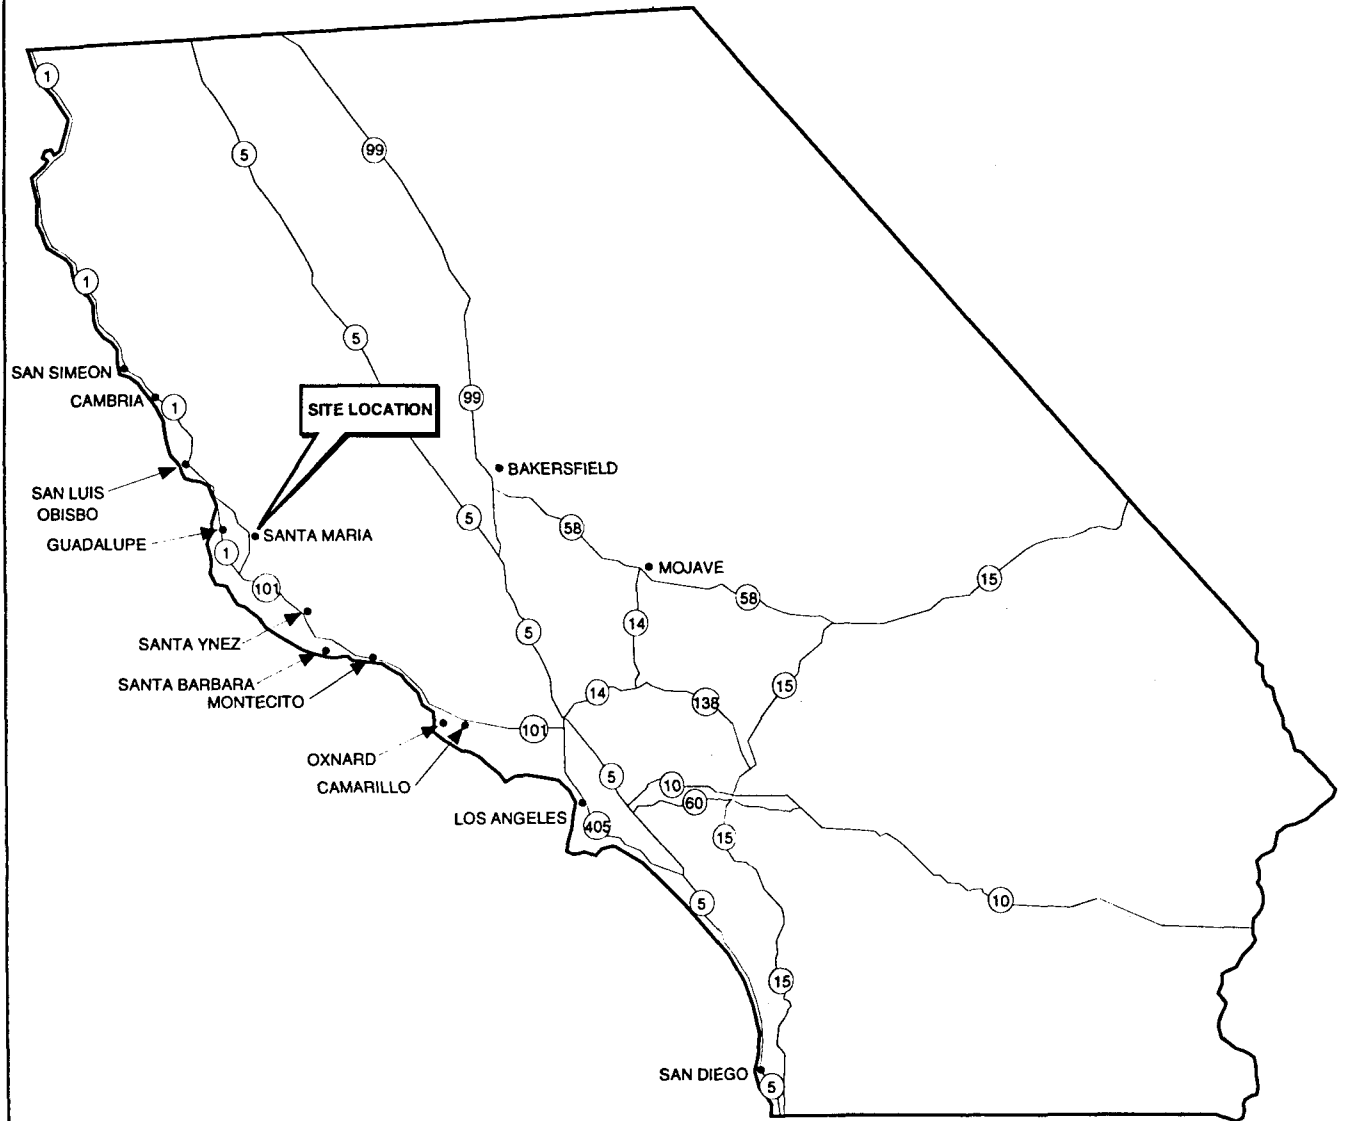 1
5
99
1
5
SAN SIMEON
99
CAMBRIA
1
SITE LOCATION
BAKERSFIELD
SAN LUIS
OBISBO
5
58
GUADALUPE
SANTA MARIA
1
MOJAVE
15
101
58
14
5
SANTA YNEZ
SANTA BARBARA
14
15
MONTECITO
138
101
OXNARD
5
10
CAMARILLO
60
LOS ANGELES
405
15
5
10
15
SAN DIEGO
5